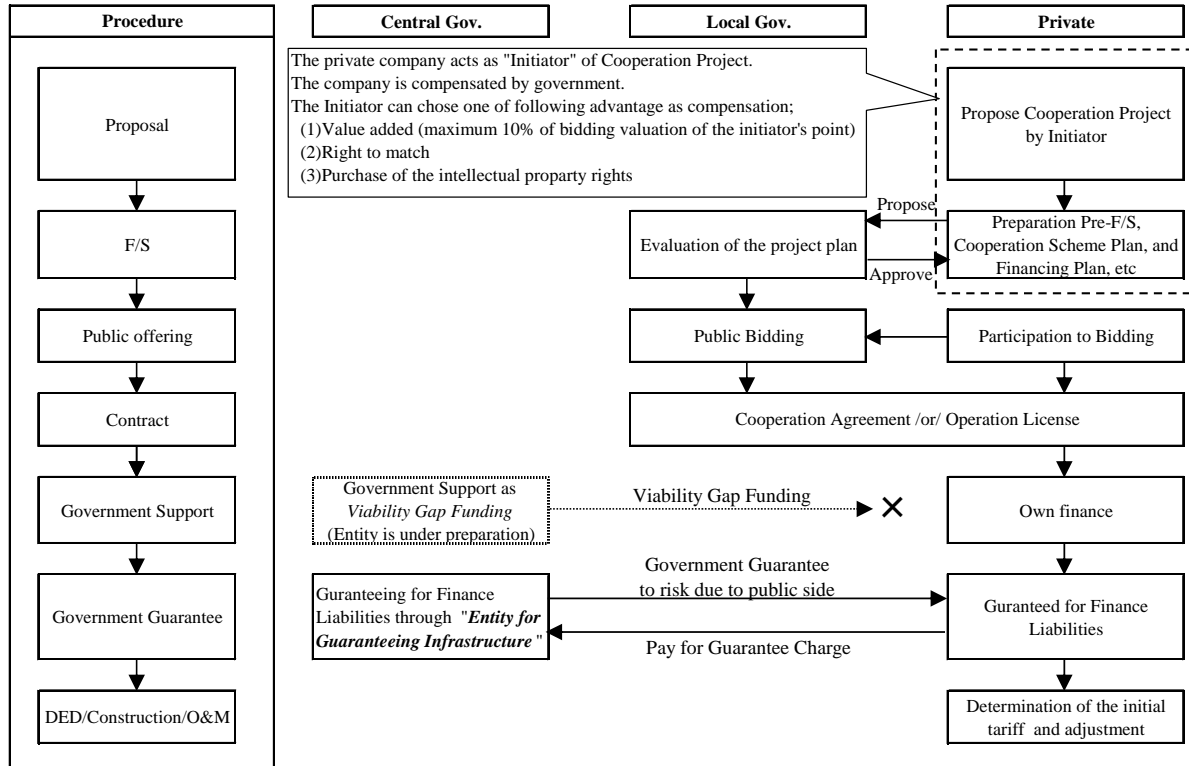 Procedure
Central Gov.
Local Gov.
Private
The private company acts as "Initiator" of Cooperation Project.
The company is compensated by government.
The Initiator can chose one of following advantage as compensation;
(1)Value added (maximum 10% of bidding valuation of the initiator's point)
(2)Right to match
(3)Purchase of the intellectual property rights
Proposal
Propose Cooperation Project
by Initiator
F/S
Evaluation of the project plan
Propose
Approve
Preparation Pre-F/S,
Cooperation Scheme Plan, and
Financing Plan, etc
Public offering
Public Bidding
Participation to Bidding
Contract
Cooperation Agreement /or/ Operation License
Government Support
Government Support as
Viability Gap Funding
(Entity is under preparation)
Viability Gap Funding
Own finance
Government Guarantee
Guranteeing for Finance
Liabilities through "Entity for
Guaranteeing Infrastructure "
Government Guarantee
to risk due to public side
Pay for Guarantee Charge
Guranteed for Finance
Liabilities
DED/Construction/O&M
Determination of the initial
tariff and adjustment